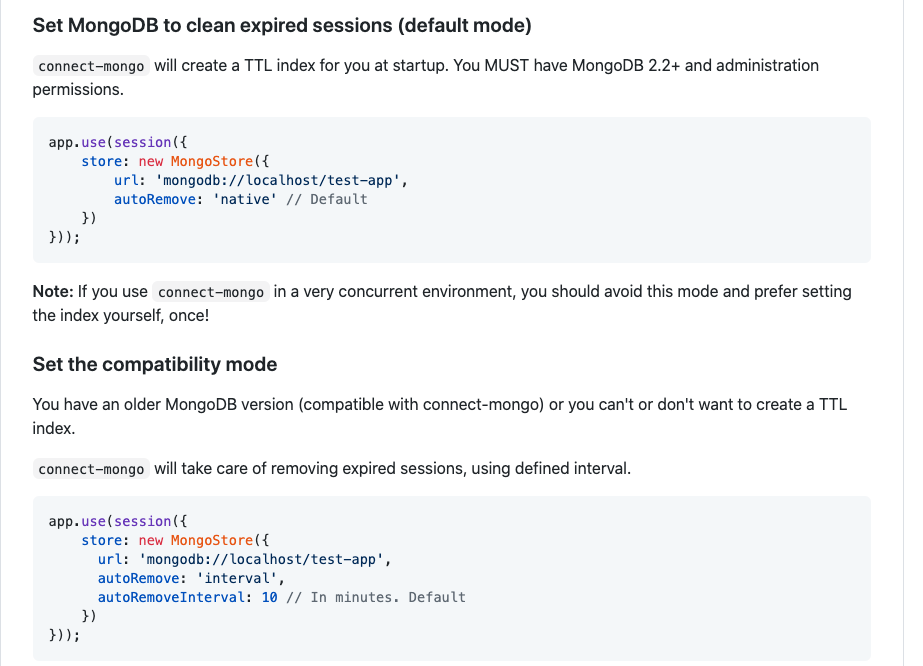 Set MongoDB to clean expired sessions (default mode)
connect-mongo will create a TTL index for you at startup. You MUST have MongoDB 2.2+ and administration
permissions.
app.use(session({
    store: new MongoStore({
        url: 'mongodb://localhost/test-app',
        autoRemove: 'native' // Default
    })
}));
Note: If you use connect-mongo in a very concurrent environment, you should avoid this mode and prefer setting
the index yourself, once!
Set the compatibility mode
You have an older MongoDB version (compatible with connect-mongo) or you can't or don't want to create a TTL
index.
connect-mongo will take care of removing expired sessions, using defined interval.
app.use(session({
    store: new MongoStore({
      url: 'mongodb://localhost/test-app',
      autoRemove: 'interval',
      autoRemoveInterval: 10 // In minutes. Default
    })
}));